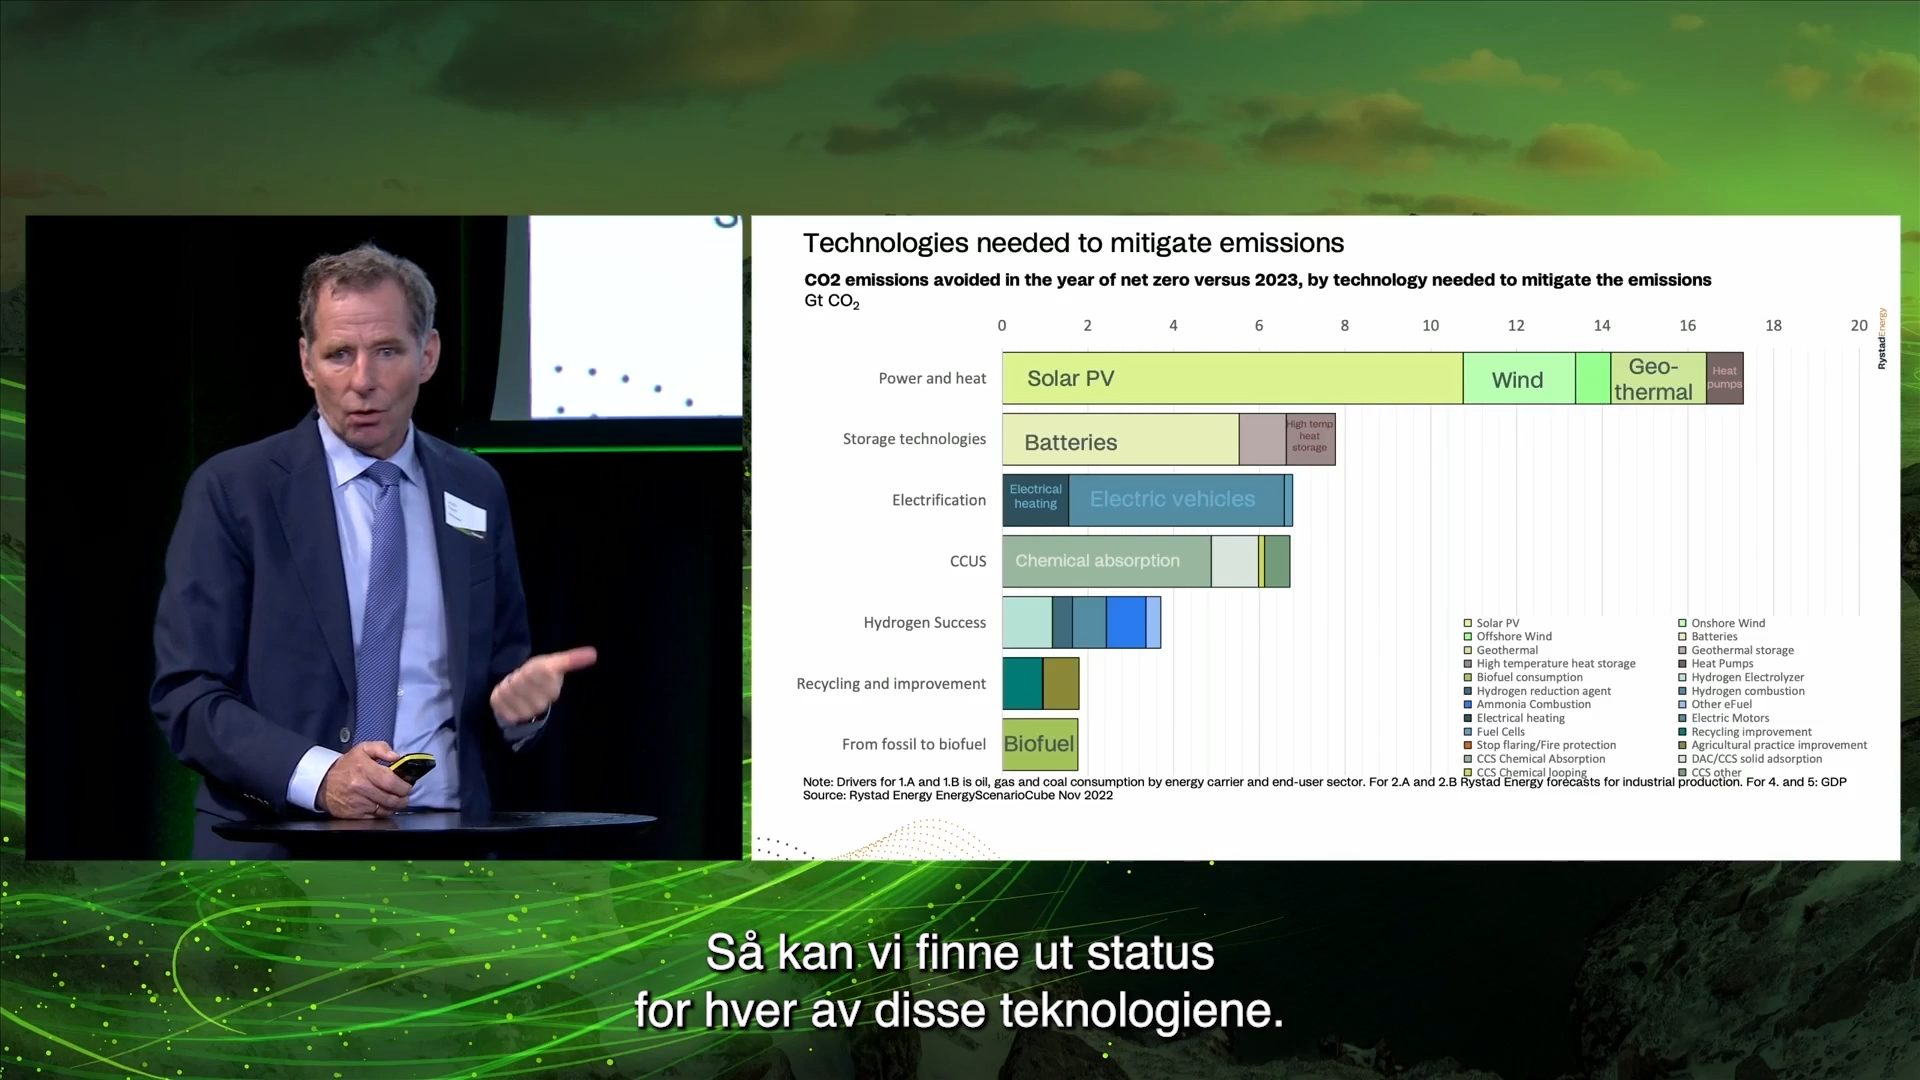 S
Technologies needed to mitigate emissions
CO2 emissions avoided in the year of net zero versus 2023, by technology needed to mitigate the emissions
Gt CO2
0 2 4 6 8 10 12 14 16 18 20
RystadEnergy
Power and heat
Solar PV
Wind
Geo-
thermal
Heat
pumps
Storage technologies
Batteries
High temp
heat
storage
Electrification
Electrical
heating
Electric vehicles
CCUS
Chemical absorption
Hydrogen Success
Recycling and improvement
From fossil to biofuel
Biofuel
Solar PV
Onshore Wind
Offshore Wind
Batteries
Geothermal
Geothermal storage
High temperature heat storage
Heat Pumps
Biofuel consumption
Hydrogen Electrolyzer
Hydrogen reduction agent
Hydrogen combustion
Ammonia Combustion
Other eFuel
Electrical heating
Electric Motors
Fuel Cells
Recycling improvement
Stop flaring/Fire protection
Agricultural practice improvement
CCS Chemical Absorption
DAC/CCS solid adsorption
CCS Chemical looping
CCS other
Note: Drivers for 1.A and 1.B is oil, gas and coal consumption by energy carrier and end-user sector. For 2.A and 2.B Rystad Energy forecasts for industrial production. For 4. and 5: GDP
Source: Rystad Energy EnergyScenarioCube Nov 2022
Så kan vi finne ut status
for hver av disse teknologiene.